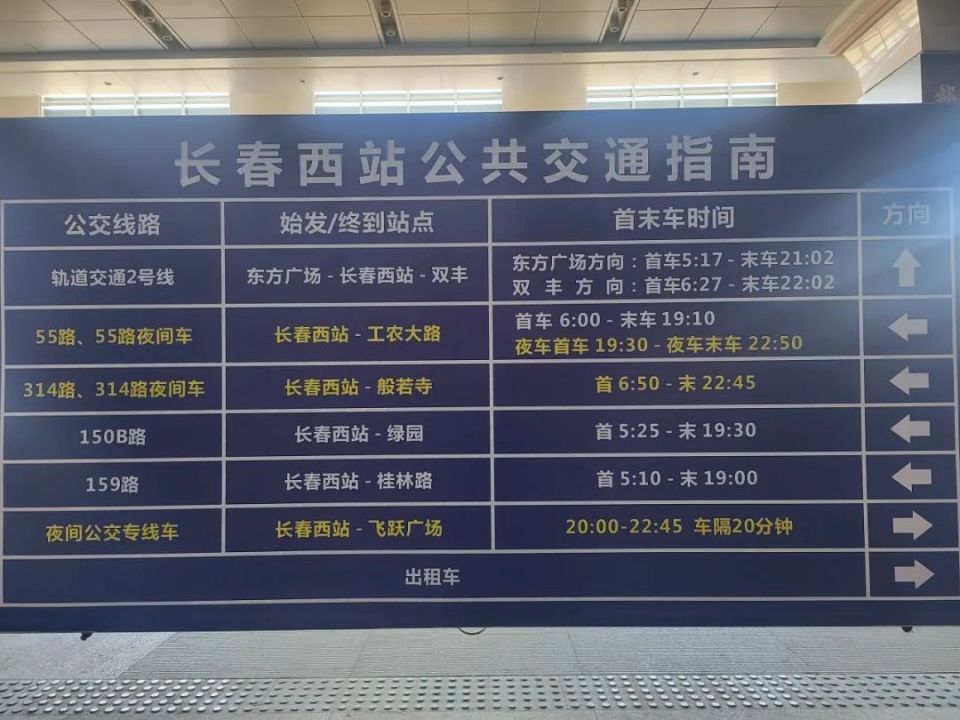 长春西站公共交通指南
公交线路 始发/终到站点 首末车时间 方向
轨道交通2号线 东方广场 - 长春西站 - 双丰 东方广场方向：首车5:17 - 末车21:02
双 丰 方 向：首车6:27 - 末车22:02
55路、55路夜间车 长春西站 - 工农大路 首车 6:00 - 末车 19:10
夜车首车 19:30 - 夜车末车 22:50
314路、314路夜间车 长春西站 - 般若寺 首 6:50 - 末 22:45
150B路 长春西站 - 绿园 首 5:25 - 末 19:30
159路 长春西站 - 桂林路 首 5:10 - 末 19:00
夜间公交专线车 长春西站 - 飞跃广场 20:00-22:45 车隔20分钟
出租车